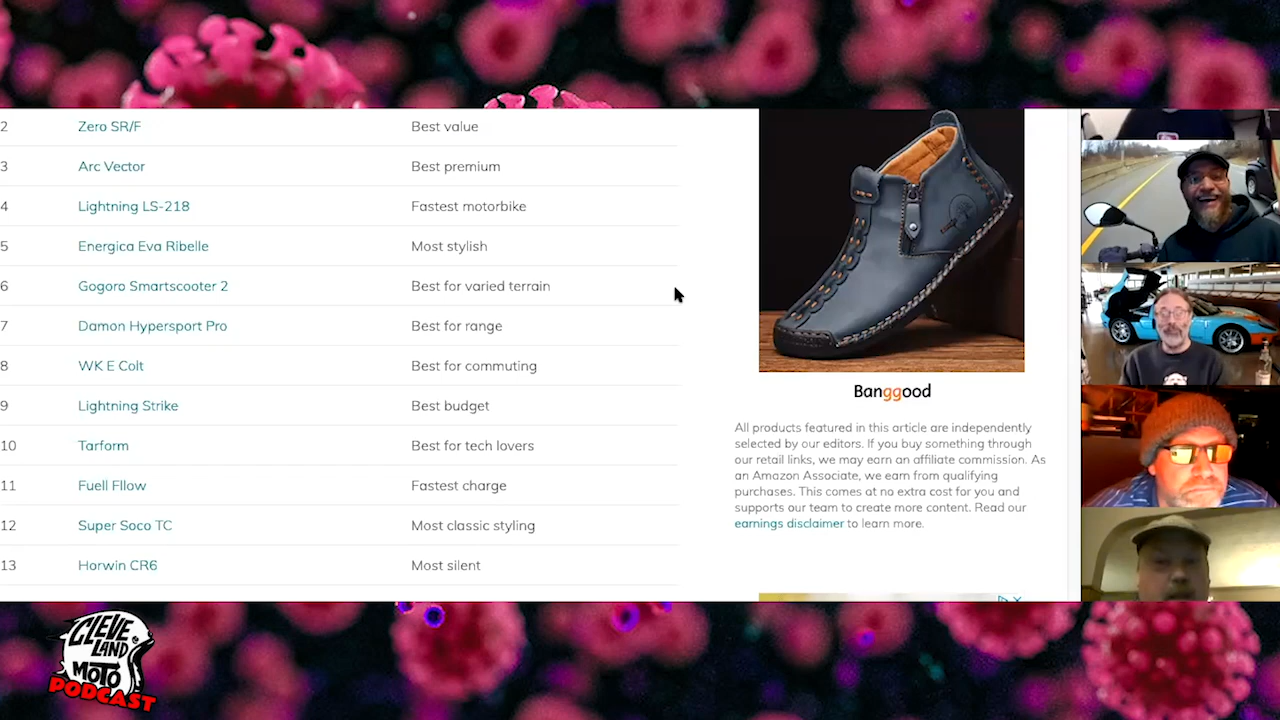 2 Zero SR/F Best value
3 Arc Vector Best premium
4 Lightning LS-218 Fastest motorbike
5 Energica Eva Ribelle Most stylish
6 Gogoro Smartscooter 2 Best for varied terrain
7 Damon Hypersport Pro Best for range
8 WK E Colt Best for commuting
9 Lightning Strike Best budget
10 Tarform Best for tech lovers
11 Fuell Fllow Fastest charge
12 Super Soco TC Most classic styling
13 Horwin CR6 Most silent
Banggood
All products featured in this article are independently
selected by our editors. If you buy something through
our retail links, we may earn an affiliate commission. As
an Amazon Associate, we earn from qualifying
purchases. This comes at no extra cost for you and
supports our team to create more content. Read our
earnings disclaimer to learn more.
CLEVE
LAND
MOTO
PODCAST